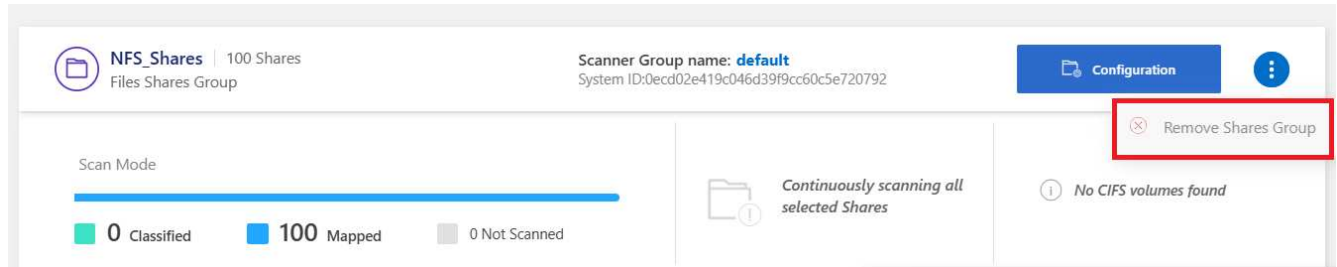 NFS_Shares | 100 Shares
Files Shares Group
Scanner Group name: default
System ID:0ecd02e419c046d39f9cc60c5e720792
Configuration
Remove Shares Group
Scan Mode
0 Classified
100 Mapped
0 Not Scanned
Continuously scanning all
selected Shares
No CIFS volumes found